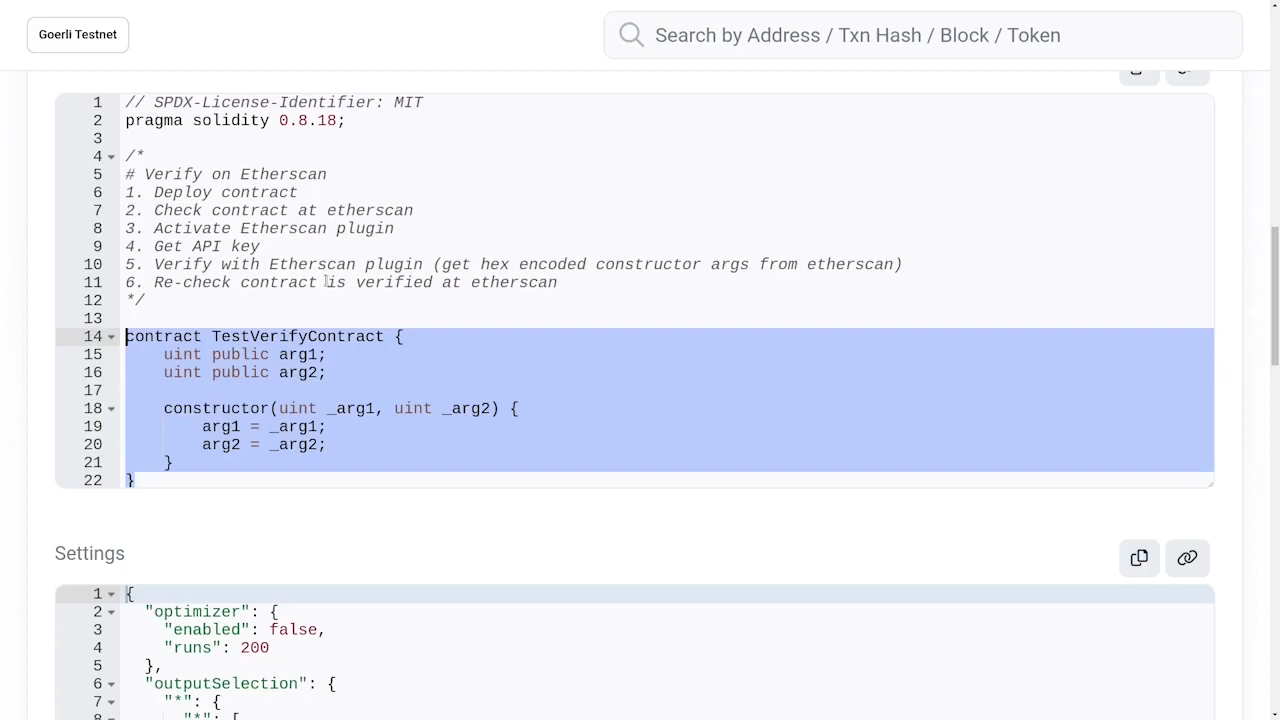 Goerli Testnet
Search by Address / Txn Hash / Block / Token
1 // SPDX-License-Identifier: MIT
2 pragma solidity 0.8.18;
3
4 /*
5 # Verify on Etherscan
6 1. Deploy contract
7 2. Check contract at etherscan
8 3. Activate Etherscan plugin
9 4. Get API key
10 5. Verify with Etherscan plugin (get hex encoded constructor args from etherscan)
11 6. Re-check contract is verified at etherscan
12 */
13
14 contract TestVerifyContract {
15 uint public arg1;
16 uint public arg2;
17
18 constructor(uint _arg1, uint _arg2) {
19 arg1 = _arg1;
20 arg2 = _arg2;
21 }
22 }
Settings
1 {
2 "optimizer": {
3 "enabled": false,
4 "runs": 200
5 },
6 "outputSelection": {
7 "*": {
8 "*": [